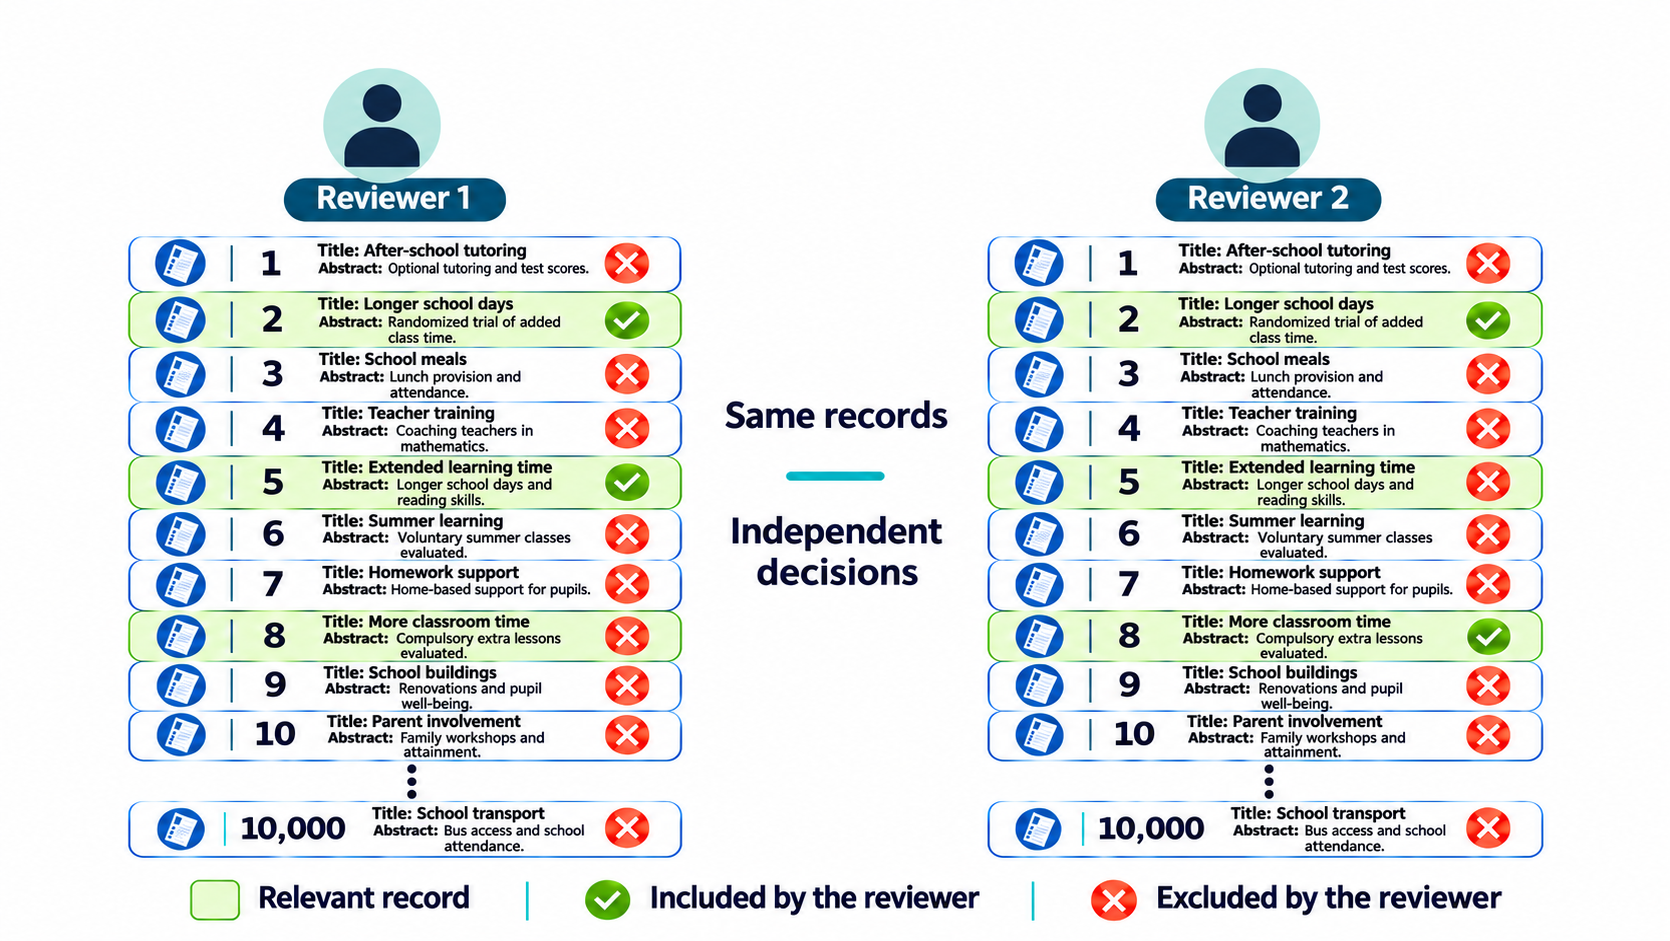 Reviewer 1
1
Title: After-school tutoring
Abstract: Optional tutoring and test scores.
2
Title: Longer school days
Abstract: Randomized trial of added
class time.
3
Title: School meals
Abstract: Lunch provision and
attendance.
4
Title: Teacher training
Abstract: Coaching teachers in
mathematics.
5
Title: Extended learning time
Abstract: Longer school days and
reading skills.
6
Title: Summer learning
Abstract: Voluntary summer classes
evaluated.
7
Title: Homework support
Abstract: Home-based support for pupils.
8
Title: More classroom time
Abstract: Compulsory extra lessons
evaluated.
9
Title: School buildings
Abstract: Renovations and pupil
well-being.
10
Title: Parent involvement
Abstract: Family workshops and
attainment.
10,000
Title: School transport
Abstract: Bus access and school
attendance.
Same records
Independent
decisions
Reviewer 2
1
Title: After-school tutoring
Abstract: Optional tutoring and test scores.
2
Title: Longer school days
Abstract: Randomized trial of added
class time.
3
Title: School meals
Abstract: Lunch provision and
attendance.
4
Title: Teacher training
Abstract: Coaching teachers in
mathematics.
5
Title: Extended learning time
Abstract: Longer school days and
reading skills.
6
Title: Summer learning
Abstract: Voluntary summer classes
evaluated.
7
Title: Homework support
Abstract: Home-based support for pupils.
8
Title: More classroom time
Abstract: Compulsory extra lessons
evaluated.
9
Title: School buildings
Abstract: Renovations and pupil
well-being.
10
Title: Parent involvement
Abstract: Family workshops and
attainment.
10,000
Title: School transport
Abstract: Bus access and school
attendance.
Relevant record
Included by the reviewer
Excluded by the reviewer